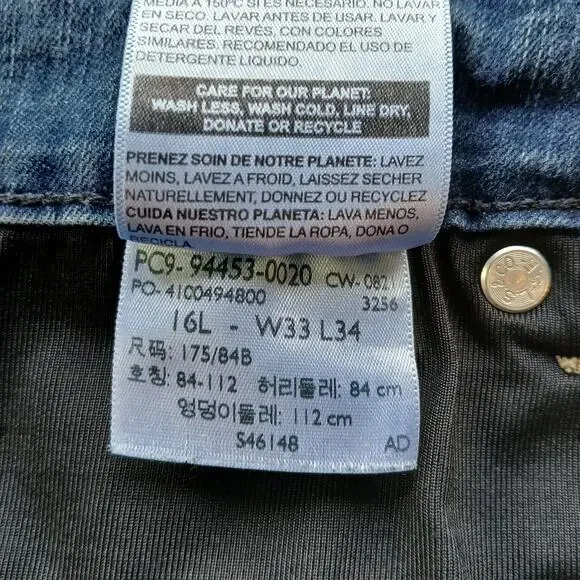 MEDIA A 150ºC SI ES NECESARIO. NO LAVAR
EN SECO. LAVAR ANTES DE USAR. LAVAR Y
SECAR DEL REVÉS, CON COLORES
SIMILARES. RECOMENDADO EL USO DE
DETERGENTE LIQUIDO.
CARE FOR OUR PLANET:
WASH LESS, WASH COLD, LINE DRY,
DONATE OR RECYCLE
PRENEZ SOIN DE NOTRE PLANETE: LAVEZ
MOINS, LAVEZ A FROID, LAISSEZ SECHER
NATURELLEMENT, DONNEZ OU RECYCLEZ
CUIDA NUESTRO PLANETA: LAVA MENOS,
LAVA EN FRIO, TIENDE LA ROPA, DONA O
RECICLA
PC9-94453-0020 CW-0821
PO-4100494800 3256
16L - W33 L34
尺码: 175/84B
호칭: 84-112 허리둘레: 84 cm
엉덩이둘레: 112 cm
S46148 AD